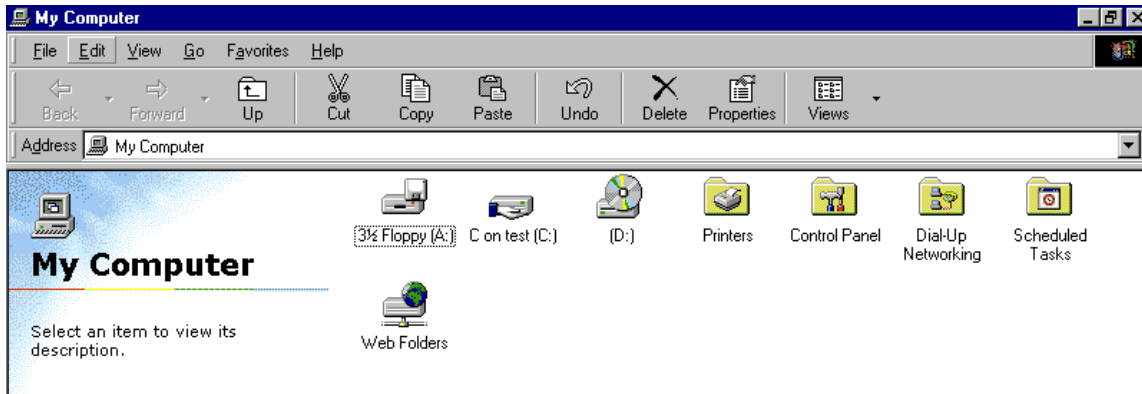 My Computer
File Edit View Go Favorites Help
Back Forward Up Cut Copy Paste Undo Delete Properties Views
Address My Computer
3½ Floppy (A:) C on test (C:) (D:) Printers Control Panel Dial-Up Networking Scheduled Tasks
My Computer
Select an item to view its
description.
Web Folders